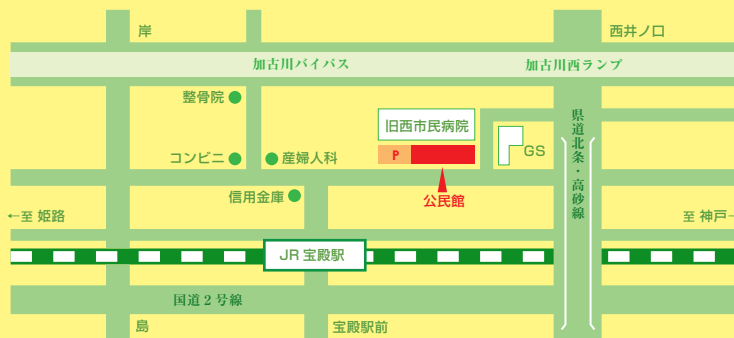 岸
西井ノ口
加古川バイパス
加古川西ランプ
整骨院
旧西市民病院
県道北条・高砂線
コンビニ
産婦人科
P
GS
信用金庫
公民館
←至 姫路
至 神戸→
JR 宝殿駅
国道２号線
島
宝殿駅前